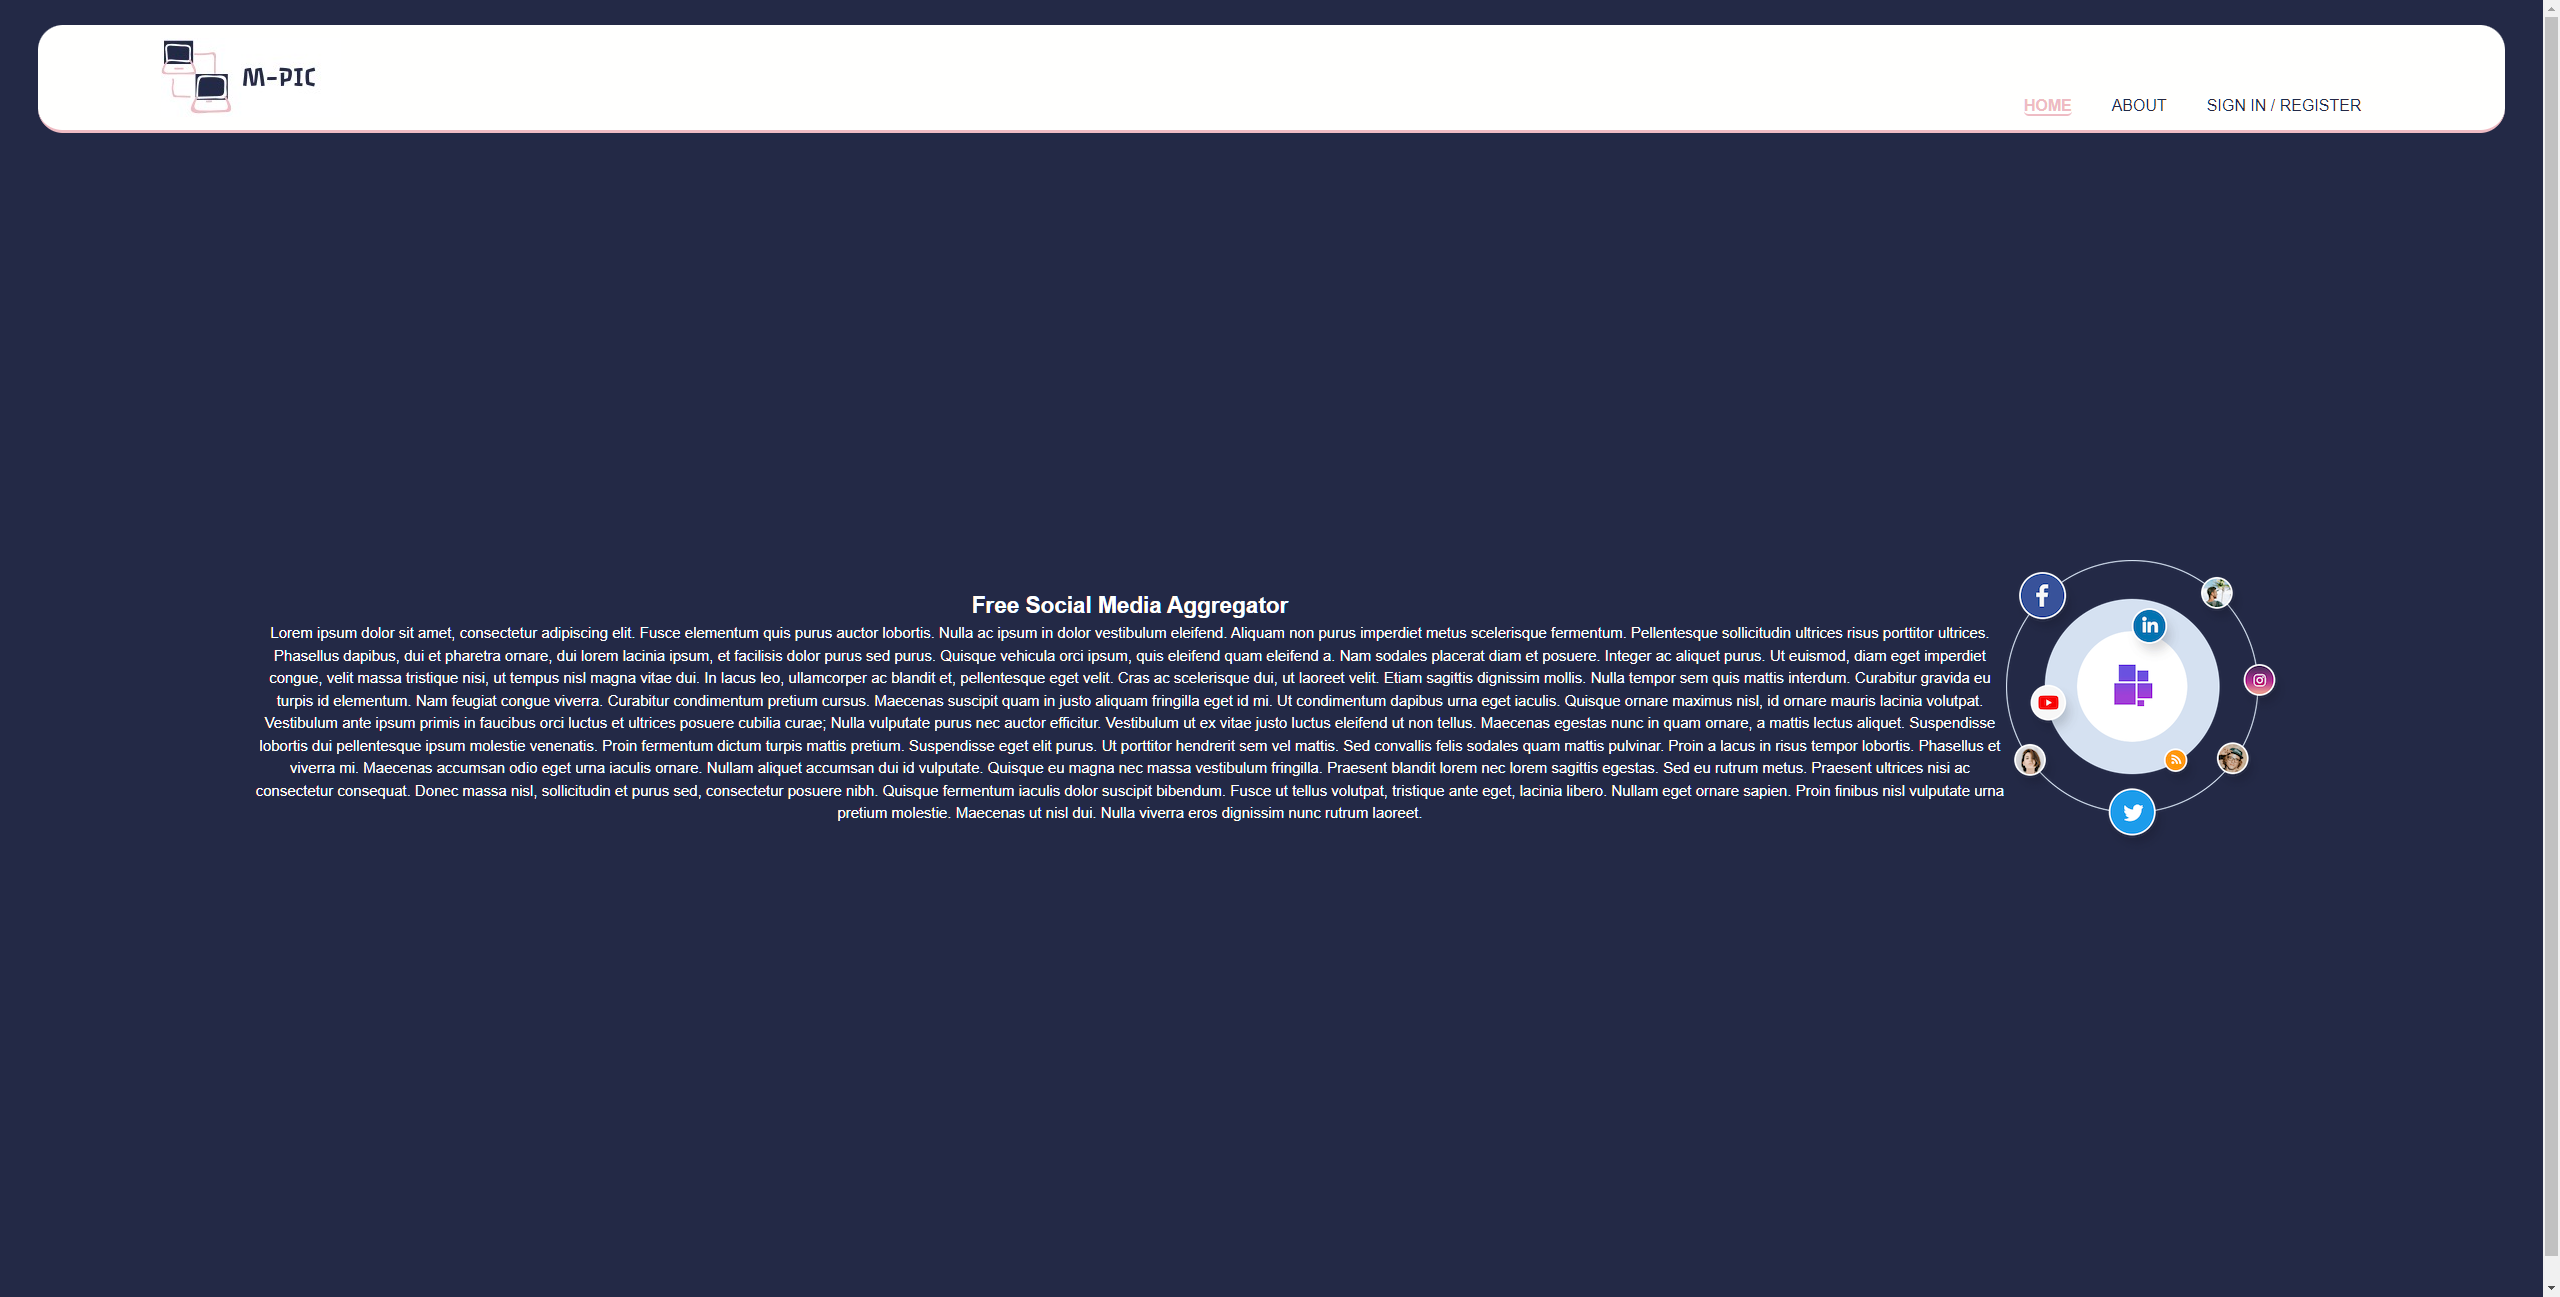 M-PIC
HOME ABOUT SIGN IN / REGISTER
Free Social Media Aggregator
Lorem ipsum dolor sit amet, consectetur adipiscing elit. Fusce elementum quis purus auctor lobortis. Nulla ac ipsum in dolor vestibulum eleifend. Aliquam non purus imperdiet metus scelerisque fermentum. Pellentesque sollicitudin ultrices risus porttitor ultrices.
Phasellus dapibus, dui et pharetra ornare, dui lorem lacinia ipsum, et facilisis dolor purus sed purus. Quisque vehicula orci ipsum, quis eleifend quam eleifend a. Nam sodales placerat diam et posuere. Integer ac aliquet purus. Ut euismod, diam eget imperdiet
congue, velit massa tristique nisi, ut tempus nisl magna vitae dui. In lacus leo, ullamcorper ac blandit et, pellentesque eget velit. Cras ac scelerisque dui, ut laoreet velit. Etiam sagittis dignissim mollis. Nulla tempor sem quis mattis interdum. Curabitur gravida eu
turpis id elementum. Nam feugiat congue viverra. Curabitur condimentum pretium cursus. Maecenas suscipit quam in justo aliquam fringilla eget id mi. Ut condimentum dapibus urna eget iaculis. Quisque ornare maximus nisl, id ornare mauris lacinia volutpat.
Vestibulum ante ipsum primis in faucibus orci luctus et ultrices posuere cubilia curae; Nulla vulputate purus nec auctor efficitur. Vestibulum ut ex vitae justo luctus eleifend ut non tellus. Maecenas egestas nunc in quam ornare, a mattis lectus aliquet. Suspendisse
lobortis dui pellentesque ipsum molestie venenatis. Proin fermentum dictum turpis mattis pretium. Suspendisse eget elit purus. Ut porttitor hendrerit sem vel mattis. Sed convallis felis sodales quam mattis pulvinar. Proin a lacus in risus tempor lobortis. Phasellus et
viverra mi. Maecenas accumsan odio eget urna iaculis ornare. Nullam aliquet accumsan dui id vulputate. Quisque eu magna nec massa vestibulum fringilla. Praesent blandit lorem nec lorem sagittis egestas. Sed eu rutrum metus. Praesent ultrices nisi ac
consectetur consequat. Donec massa nisl, sollicitudin et purus sed, consectetur posuere nibh. Quisque fermentum iaculis dolor suscipit bibendum. Fusce ut tellus volutpat, tristique ante eget, lacinia libero. Nullam eget ornare sapien. Proin finibus nisl vulputate urna
pretium molestie. Maecenas ut nisl dui. Nulla viverra eros dignissim nunc rutrum laoreet.
f
in